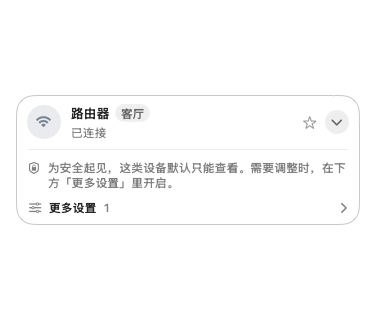 路由器 客厅
已连接
为安全起见，这类设备默认只能查看。需要调整时，在下
方「更多设置」里开启。
更多设置 1